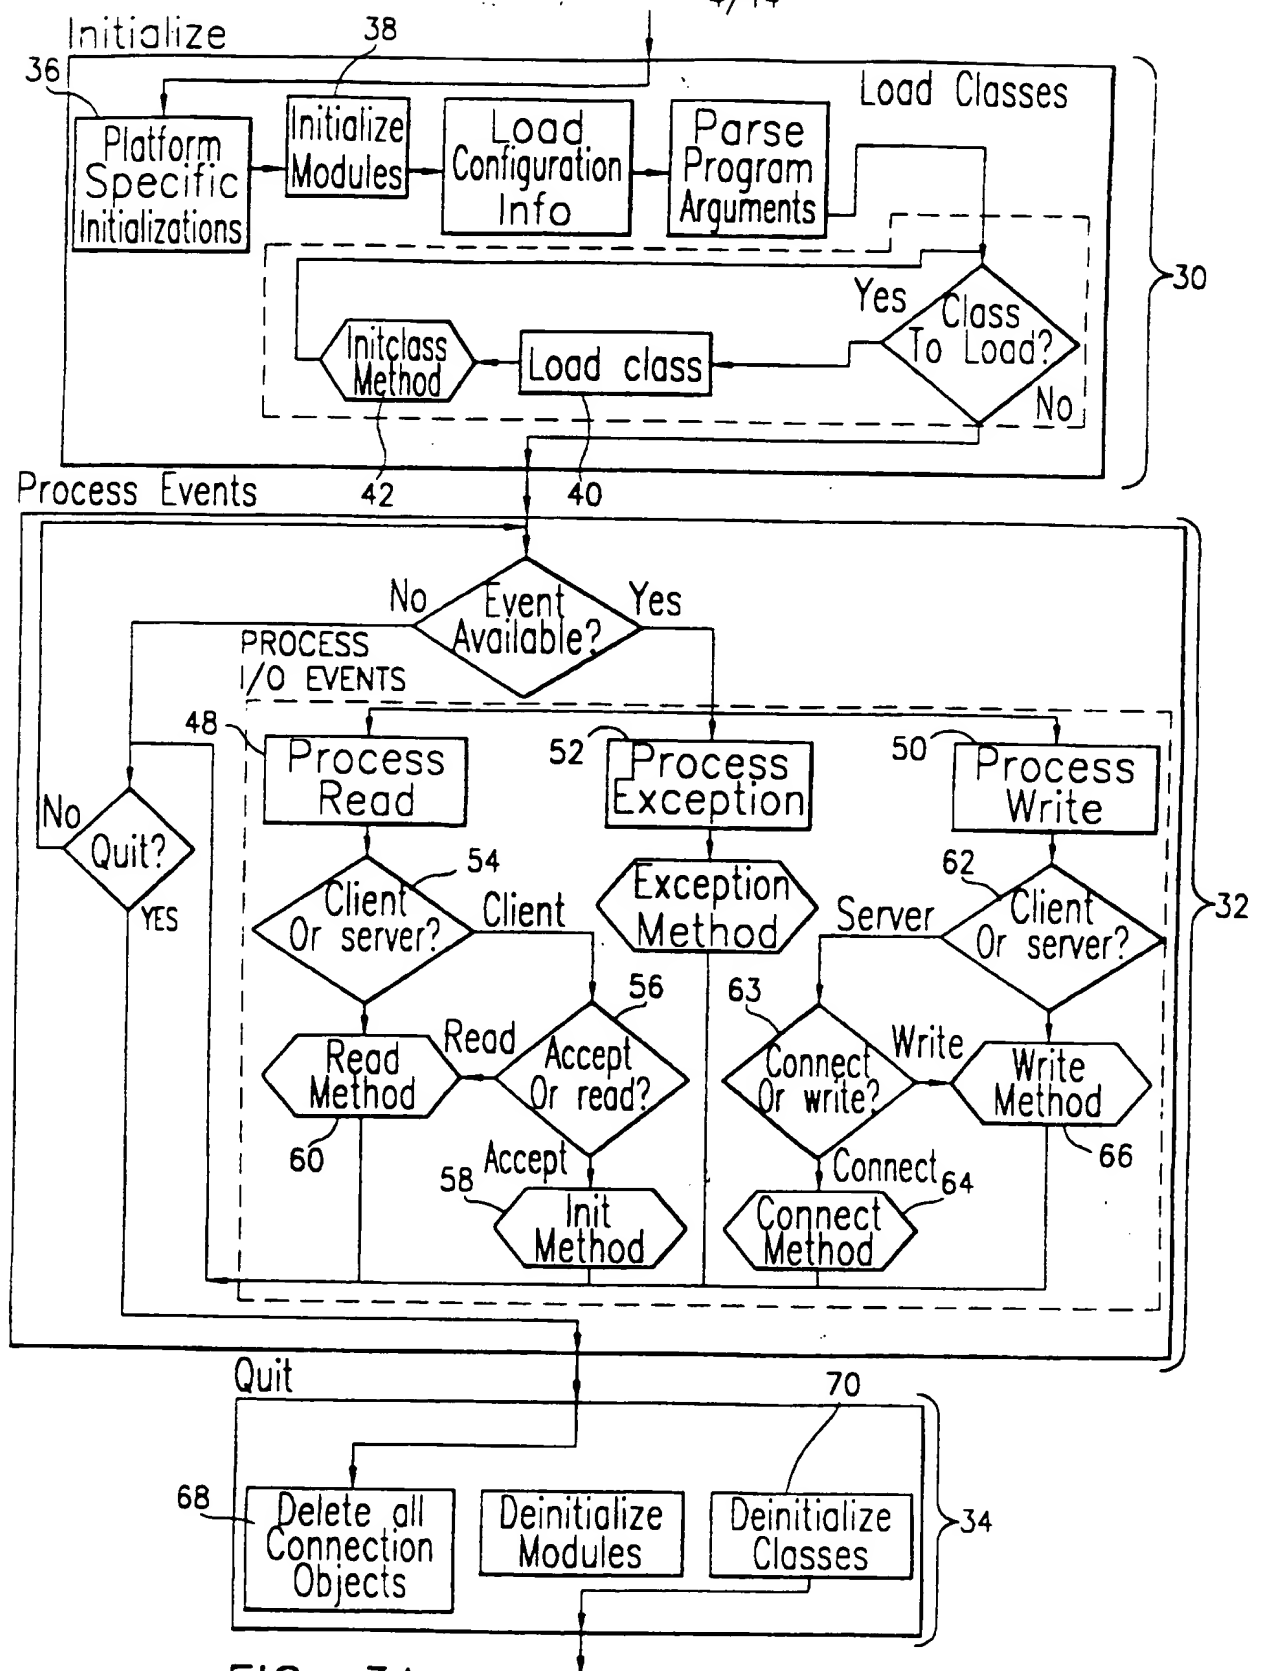 4/14
Initialize
38
36
Load Classes
Platform
Specific
Initializations
Initialize
Modules
Load
Configuration
Info
Parse
Program
Arguments
30
Yes
Class
To Load?
No
Initclass
Method
Load class
42
40
Process Events
No
Event
Available?
Yes
PROCESS
I/O EVENTS
48
Process
Read
52
Process
Exception
50
Process
Write
No
Quit?
YES
54
Client
Or server?
Client
Exception
Method
62
Client
Or server?
Server
32
56
63
Read
Method
Read
Accept
Or read?
Connect
Or write?
Write
Write
Method
60
Accept
58
Init
Method
Connect
64
Connect
Method
66
Quit
70
68
Delete all
Connection
Objects
Deinitialize
Modules
Deinitialize
Classes
34